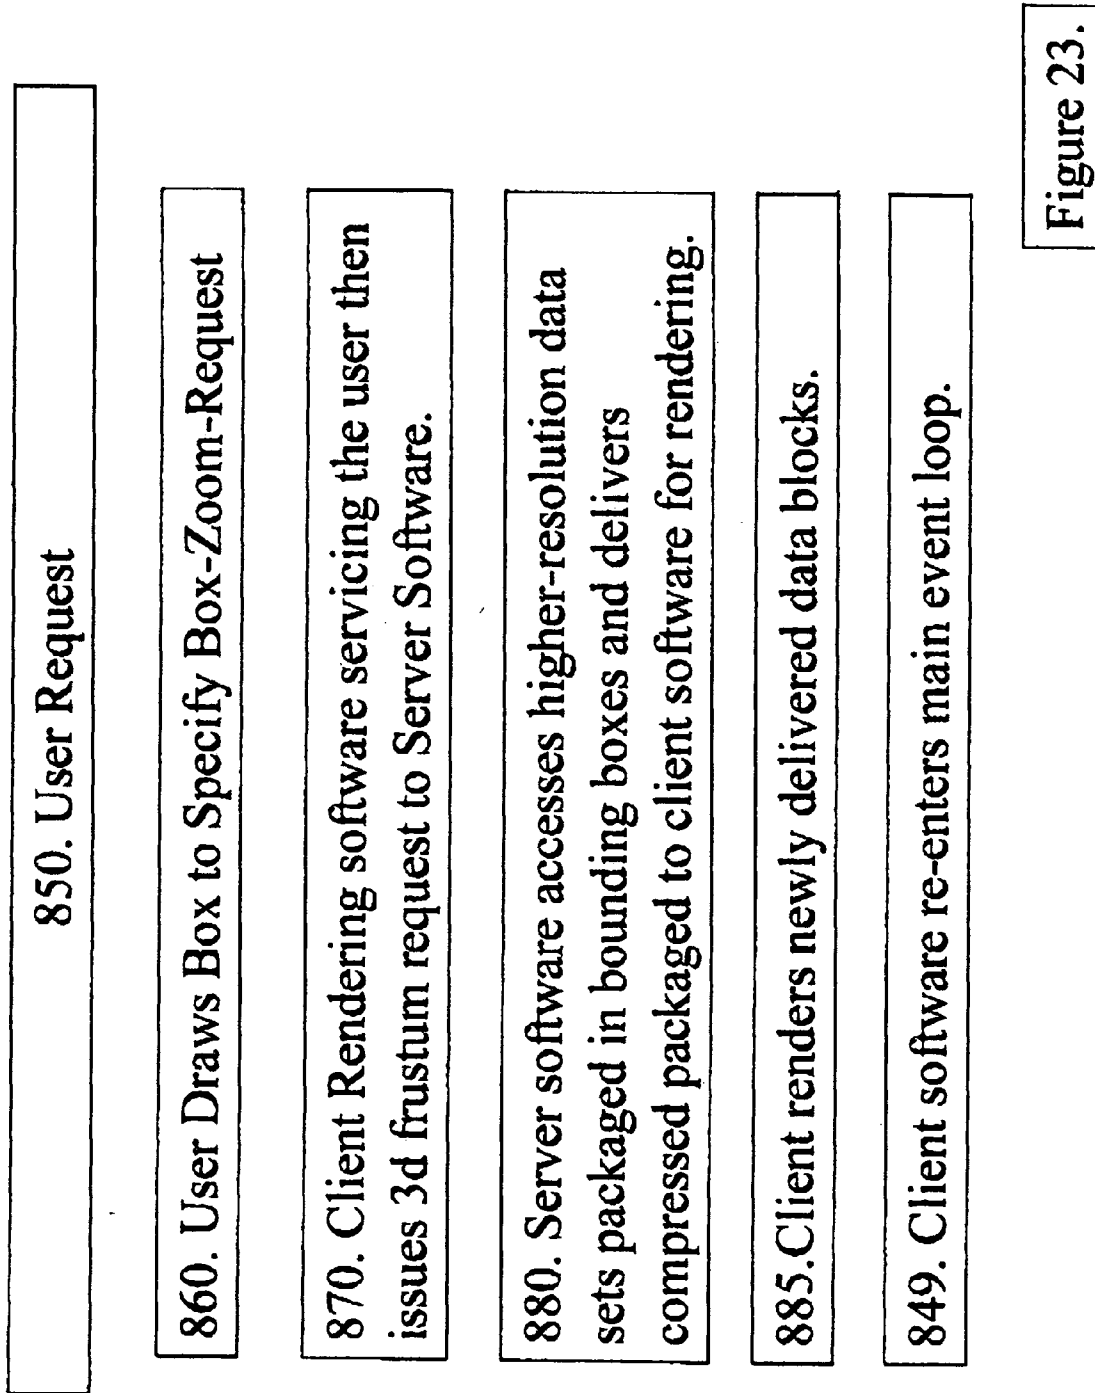 850. User Request
860. User Draws Box to Specify Box-Zoom-Request
870. Client Rendering software servicing the user then
issues 3d frustum request to Server Software.
880. Server software accesses higher-resolution data
sets packaged in bounding boxes and delivers
compressed packaged to client software for rendering.
885.Client renders newly delivered data blocks.
849. Client software re-enters main event loop.
Figure 23.